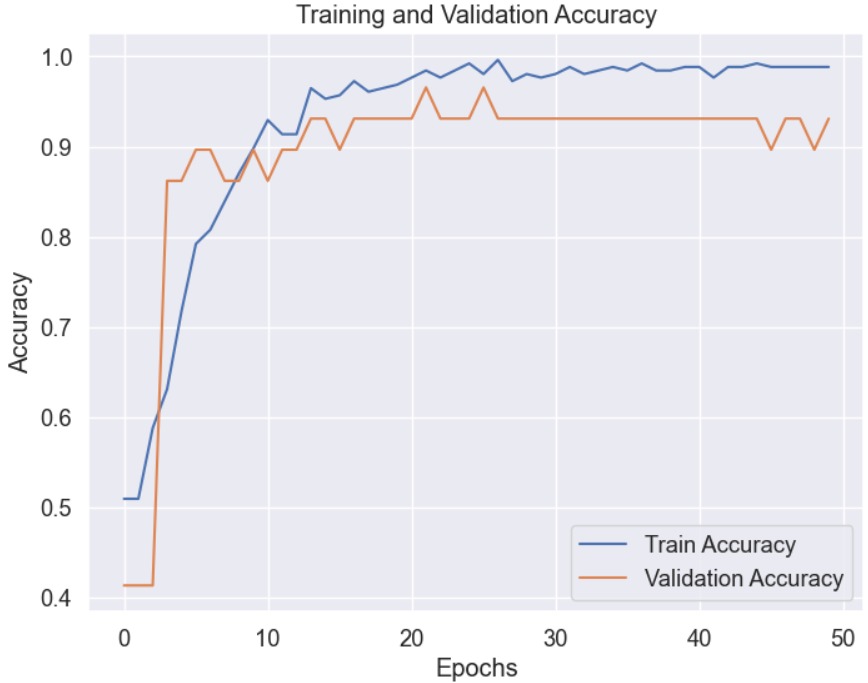 Training and Validation Accuracy
1.0
0.9
0.8
0.7
0.6
0.5
0.4
Accuracy
Train Accuracy
Validation Accuracy
0 10 20 30 40 50
Epochs